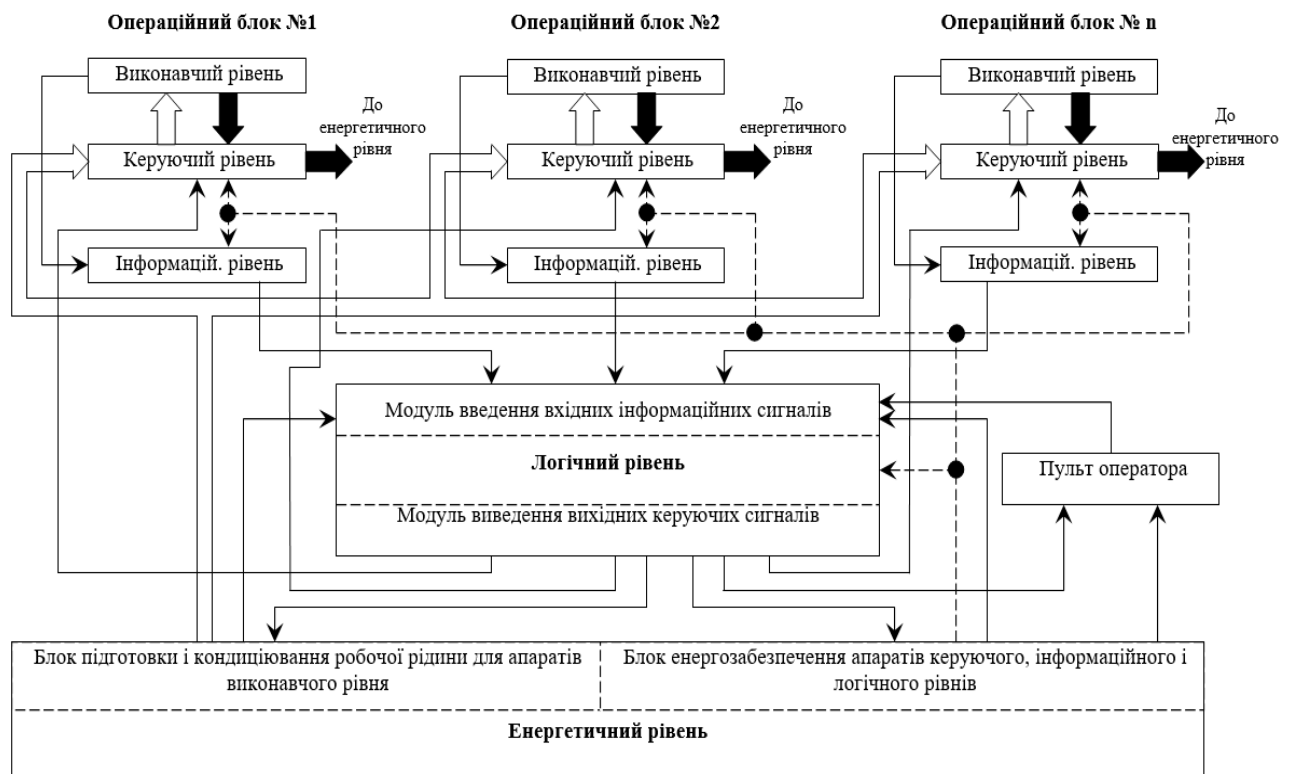 Операційний блок №1
Операційний блок №2
Операційний блок № n
Виконавчий рівень
Виконавчий рівень
Виконавчий рівень
До
енергетичного
рівня
До
енергетичного
рівня
До
енергетичного
рівня
Керуючий рівень
Керуючий рівень
Керуючий рівень
Інформацій. рівень
Інформацій. рівень
Інформацій. рівень
Модуль введення вхідних інформаційних сигналів
Логічний рівень
Модуль виведення вихідних керуючих сигналів
Пульт оператора
Блок підготовки і кондиціювання робочої рідини для апаратів
виконавчого рівня
Блок енергозабезпечення апаратів керуючого, інформаційного і
логічного рівнів
Енергетичний рівень